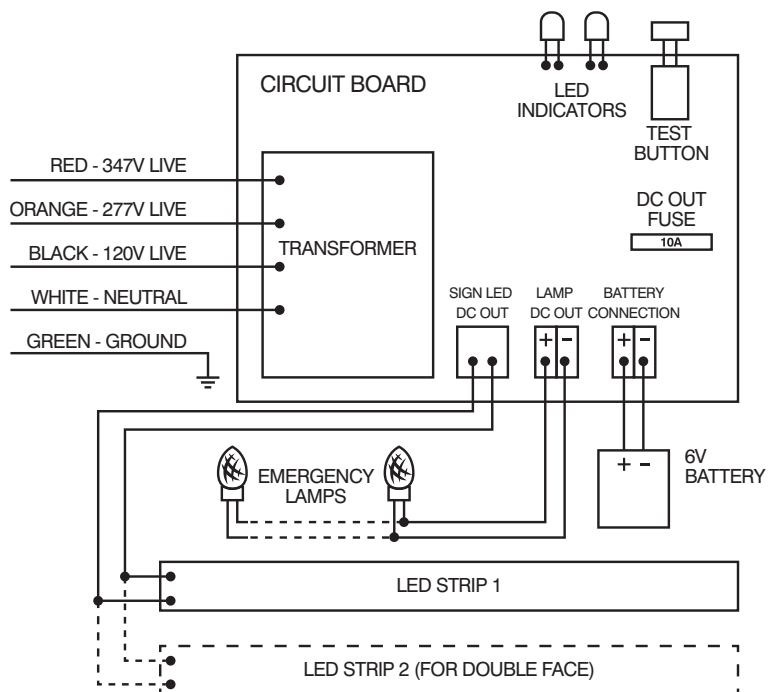 CIRCUIT BOARD
LED
INDICATORS
TEST
BUTTON
RED - 347V LIVE
ORANGE - 277V LIVE
BLACK - 120V LIVE
WHITE - NEUTRAL
GREEN - GROUND
TRANSFORMER
DC OUT
FUSE
10A
SIGN LED
DC OUT
LAMP
DC OUT
BATTERY
CONNECTION
+ -
+ -
EMERGENCY
LAMPS
+ -
6V
BATTERY
LED STRIP 1
LED STRIP 2 (FOR DOUBLE FACE)